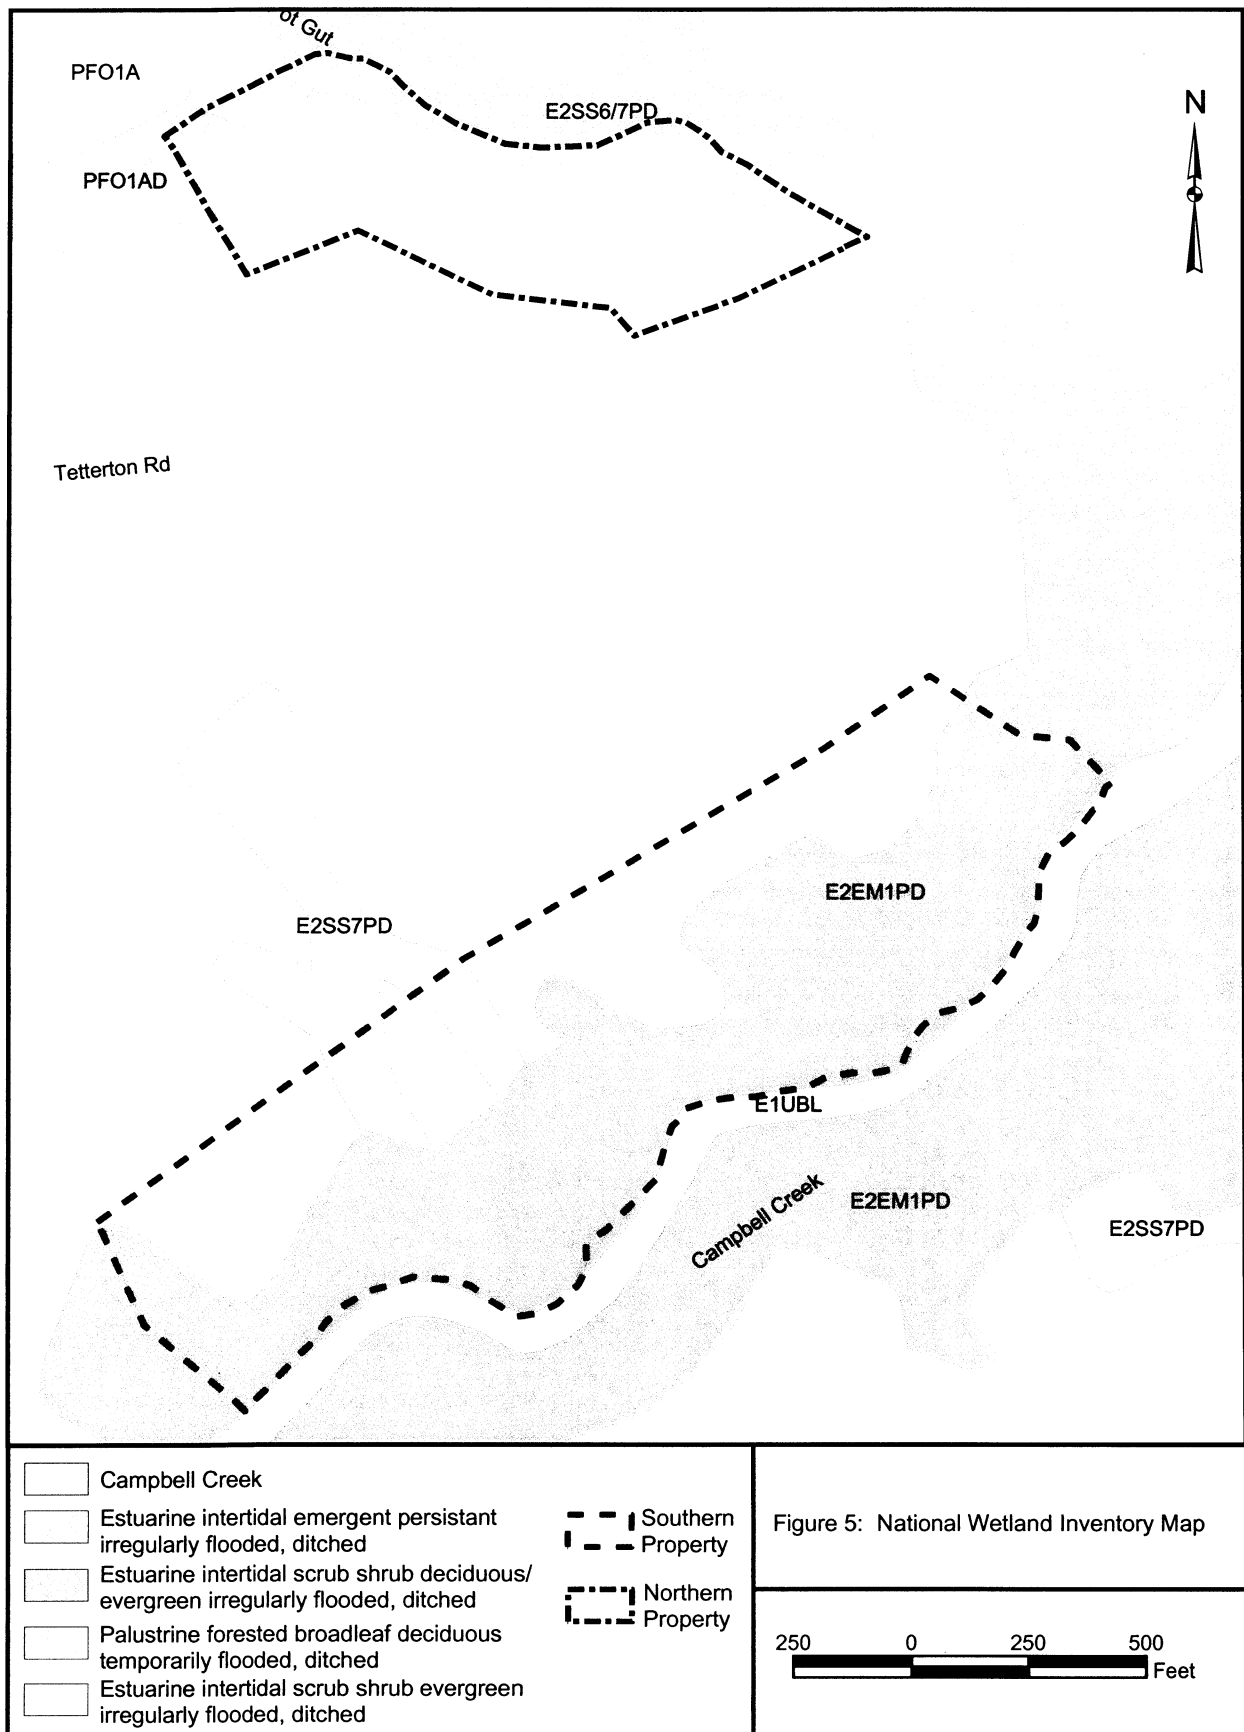 ot Gut
PFO1A
N
E2SS6/7PD
PFO1AD
Tetterton Rd
E2EM1PD
E2SS7PD
E1UBL
Campbell Creek
E2EM1PD
E2SS7PD
Campbell Creek
Estuarine intertidal emergent persistant
irregularly flooded, ditched
Estuarine intertidal scrub shrub deciduous/
evergreen irregularly flooded, ditched
Palustrine forested broadleaf deciduous
temporarily flooded, ditched
Estuarine intertidal scrub shrub evergreen
irregularly flooded, ditched
Southern
Property
Northern
Property
Figure 5: National Wetland Inventory Map
250 0 250 500
Feet